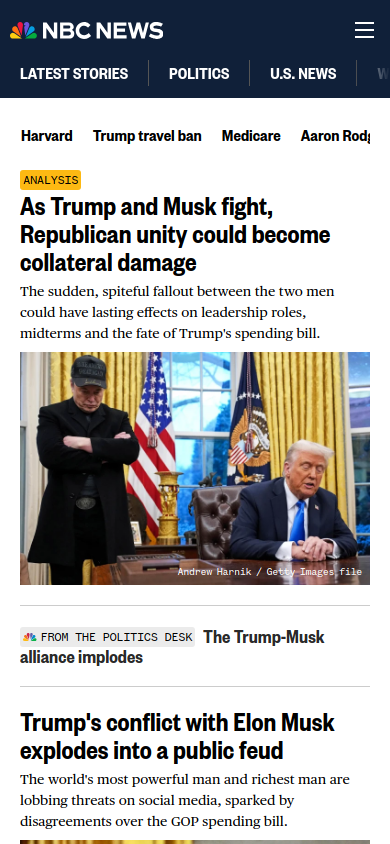 NBC NEWS
LATEST STORIES
POLITICS
U.S. NEWS
Harvard
Trump travel ban
Medicare
Aaron
ANALYSIS
As Trump and Musk fight,
Republican unity could become
collateral damage
The sudden, spiteful fallout between the two men
could have lasting effects on leadership roles,
midterms and the fate of Trump's spending bill.
Andrew Harnik / Getty Images file
FROM THE POLITICS DESK The Trump-Musk
alliance implodes
Trump's conflict with Elon Musk
explodes into a public feud
The world's most powerful man and richest man are
lobbing threats on social media, sparked by
disagreements over the GOP spending bill.